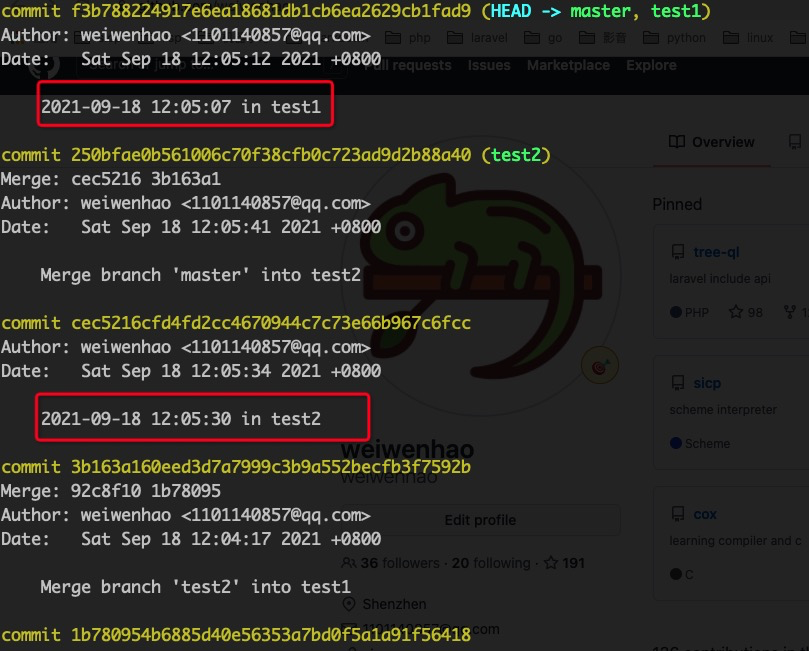 commit f3b788224917e6ea18681db1cb6ea2629cb1fad9 (HEAD -> master, test1)
Author: weiwenhao <1101140857@qq.com>
php laravel go 影音 python linux
Date: Sat Sep 18 12:05:12 2021 +0800
Pull requests Issues Marketplace Explore
2021-09-18 12:05:07 in test1
Overview
commit 250bfae0b561006c70f38cfb0c723ad9d2b88a40 (test2)
Merge: cec5216 3b163a1
Author: weiwenhao <1101140857@qq.com>
Pinned
Date: Sat Sep 18 12:05:41 2021 +0800
tree-ql
Merge branch 'master' into test2
laravel include api
PHP 98
commit cec5216cfd4fd2cc4670944c7c73e66b967c6fcc
Author: weiwenhao <1101140857@qq.com>
Date: Sat Sep 18 12:05:34 2021 +0800
sicp
scheme interpreter
2021-09-18 12:05:30 in test2
Scheme
weiwenhao
commit 3b163a160eed3d7a7999c3b9a552becfb3f7592b
weiwenhao
Merge: 92c8f10 1b78095
Author: weiwenhao <1101140857@qq.com>
cox
Edit profile
Date: Sat Sep 18 12:04:17 2021 +0800
learning compiler and c
36 followers · 20 following · 191
C
Merge branch 'test2' into test1
Shenzhen
commit 1b780954b6885d40e56353a7bd0f5a1a91f56418